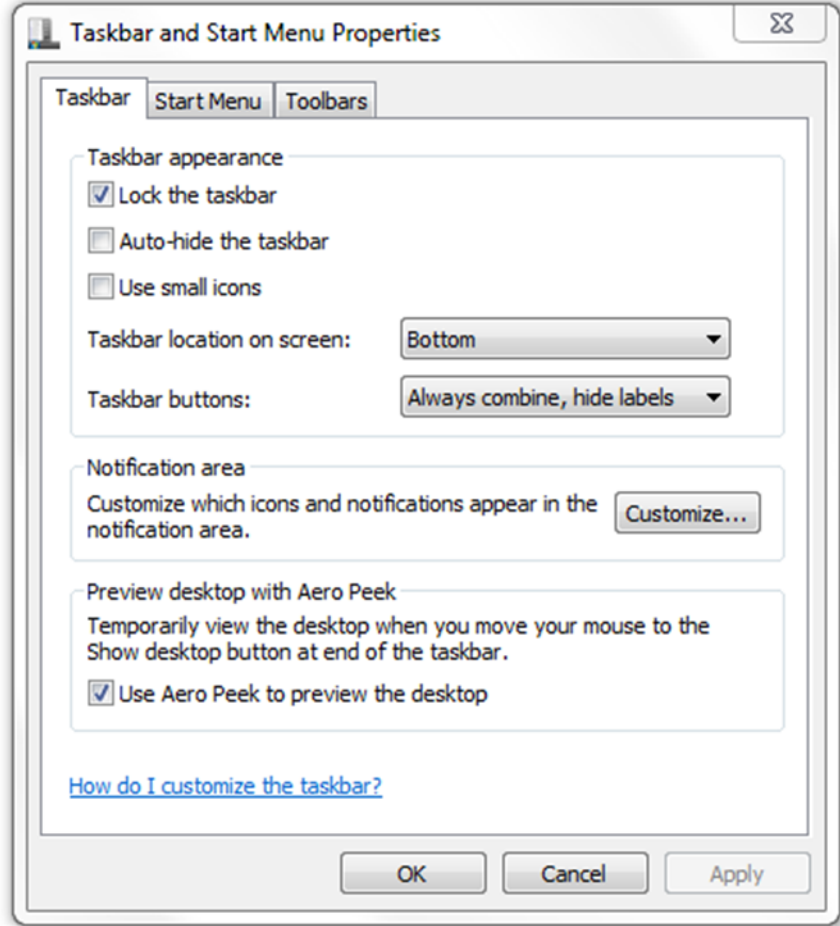 Taskbar and Start Menu Properties
Taskbar
Start Menu
Toolbars
Taskbar appearance
Lock the taskbar
Auto-hide the taskbar
Use small icons
Taskbar location on screen:
Bottom
Taskbar buttons:
Always combine, hide labels
Notification area
Customize which icons and notifications appear in the
notification area.
Customize...
Preview desktop with Aero Peek
Temporarily view the desktop when you move your mouse to the
Show desktop button at end of the taskbar.
Use Aero Peek to preview the desktop
How do I customize the taskbar?
OK
Cancel
Apply